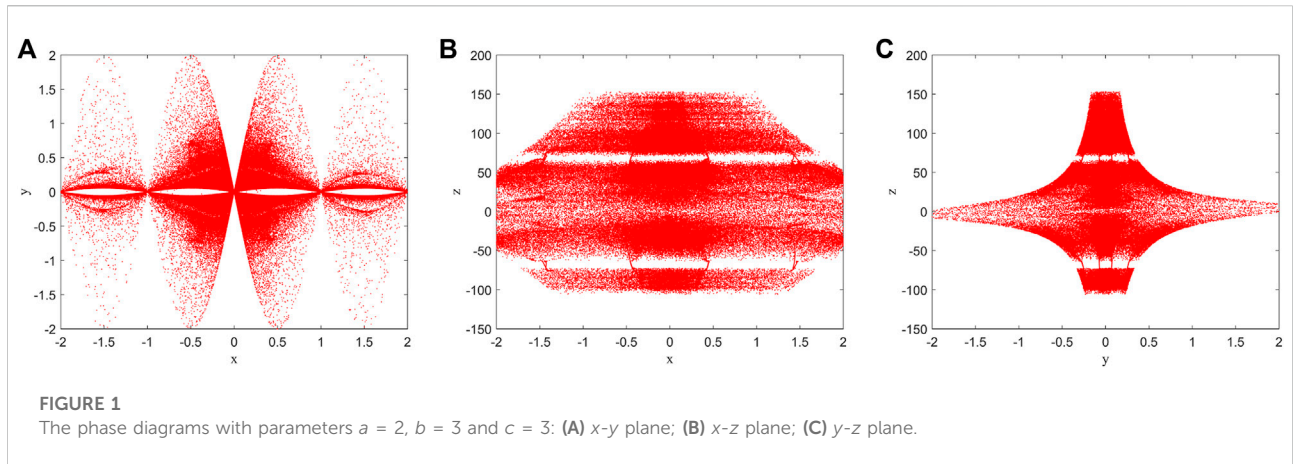 A
B
C
2
1.5
1
0.5
0
-0.5
-1
-1.5
-2
y
-2 -1.5 -1 -0.5 0 0.5 1 1.5 2
x
200
150
100
50
0
-50
-100
-150
z
-2 -1.5 -1 -0.5 0 0.5 1 1.5 2
x
200
150
100
50
0
-50
-100
-150
z
-2 -1.5 -1 -0.5 0 0.5 1 1.5 2
y
FIGURE 1
The phase diagrams with parameters a = 2, b = 3 and c = 3: (A) x-y plane; (B) x-z plane; (C) y-z plane.